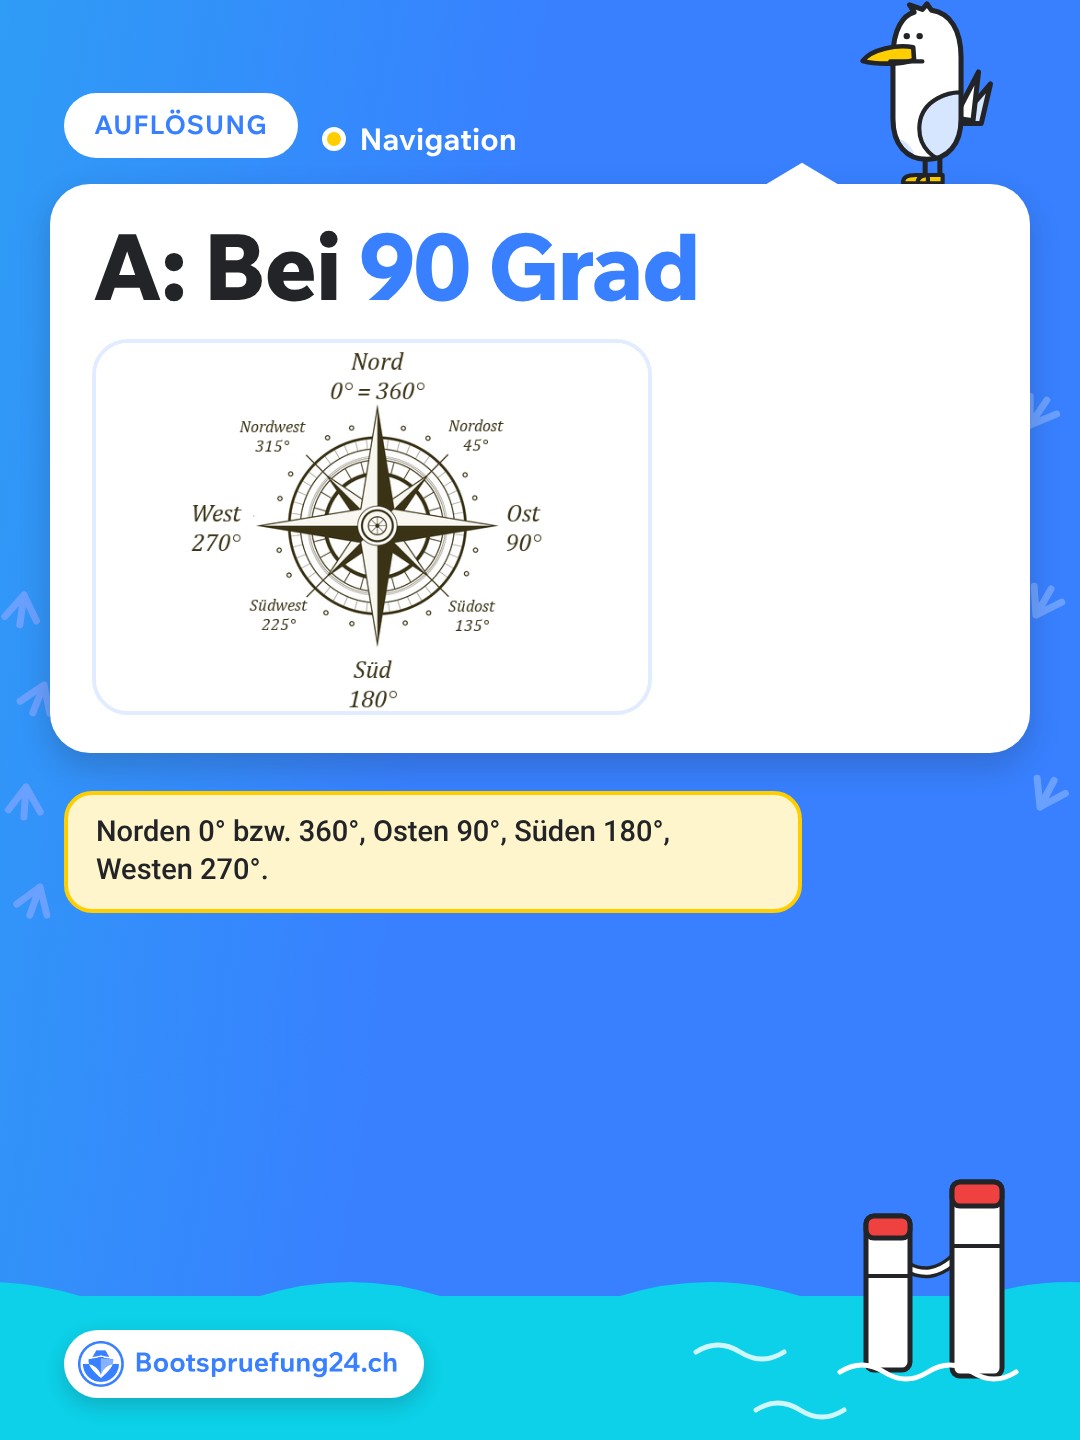 AUFLÖSUNG
Navigation
A: Bei 90 Grad
Nord
0° = 360°
Nordwest
315°
Nordost
45°
West
270°
Ost
90°
Südwest
225°
Südost
135°
Süd
180°
Norden 0° bzw. 360°, Osten 90°, Süden 180°,
Westen 270°.
Bootspruefung24.ch